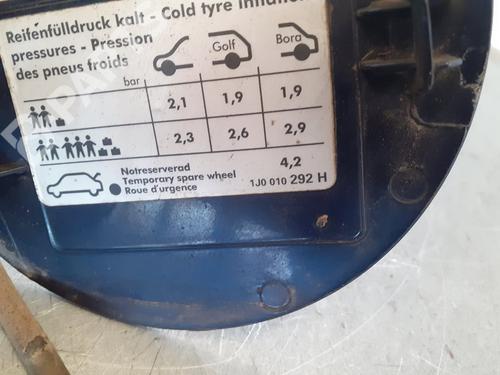 Reifenfülldruck kalt - Cold tyre
pressures - Pression
des pneus froids
Golf
Bora
bar
2,1 1,9 1,9
2,3 2,6 2,9
4,2
Notreserverad
Temporary spare wheel
Roue d'urgence
1J0 010 292 H